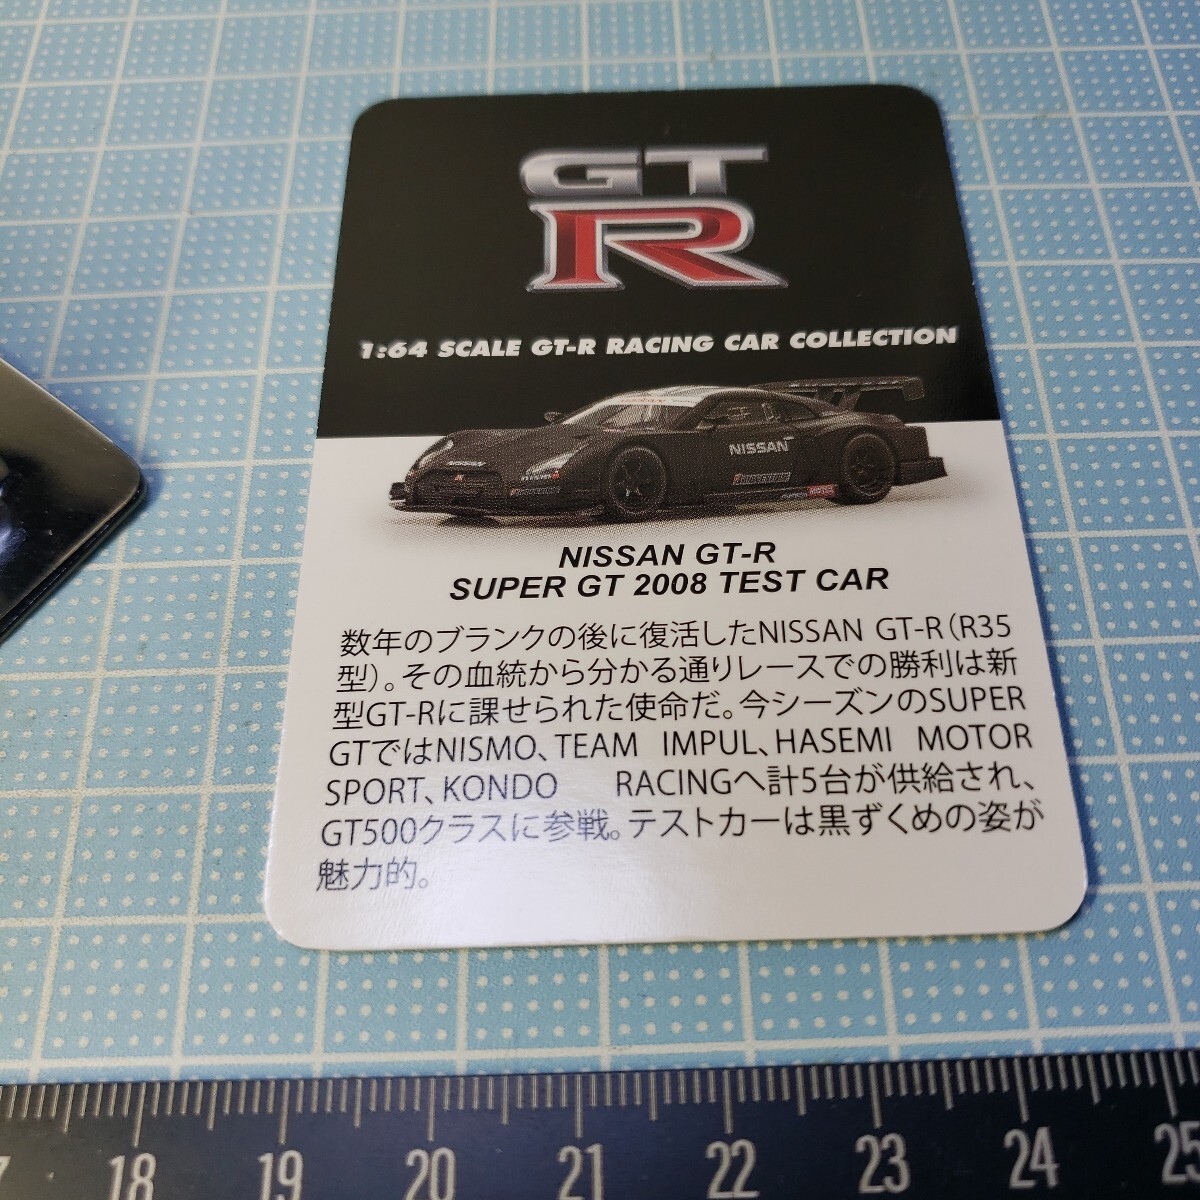 GT
R
1:64 SCALE GT-R RACING CAR COLLECTION
NISSAN
NISSAN GT-R
SUPER GT 2008 TEST CAR
数年のブランクの後に復活したNISSAN GT-R(R35
型)。その血統から分かる通りレースでの勝利は新
型GT-Rに課せられた使命だ。今シーズンのSUPER
GTではNISMO、TEAM IMPUL、HASEMI MOTOR
SPORT、KONDO RACINGへ計5台が供給され、
GT500クラスに参戦。テストカーは黒ずくめの姿が
魅力的。
18 19 20 21 22 23 24 25